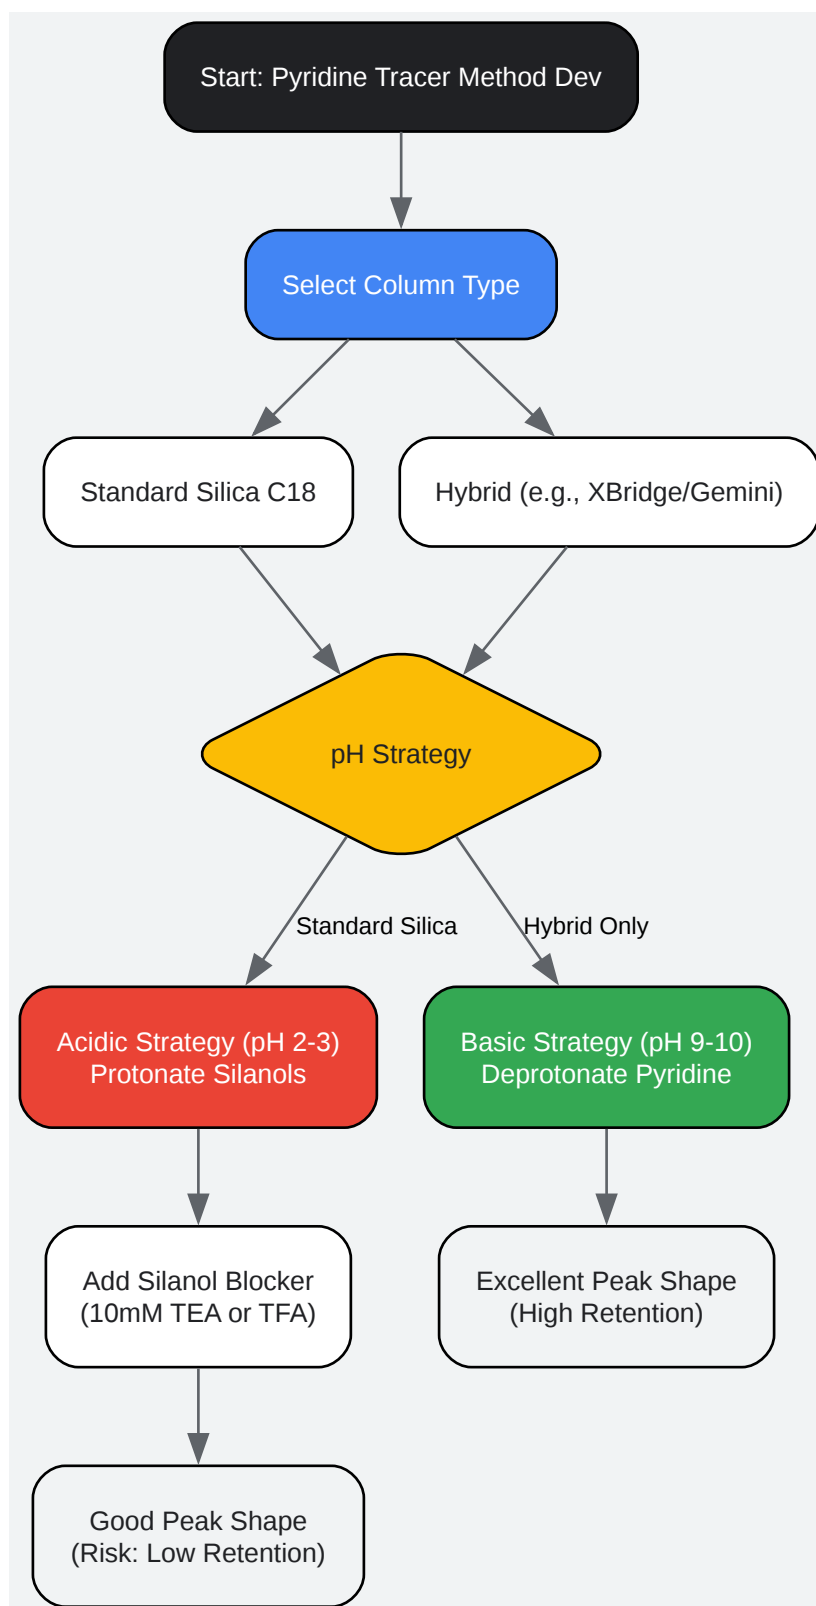 Start: Pyridine Tracer Method Dev
Select Column Type
Standard Silica C18
Hybrid (e.g., XBridge/Gemini)
pH Strategy
Standard Silica
Hybrid Only
Acidic Strategy (pH 2-3)
Protonate Silanols
Basic Strategy (pH 9-10)
Deprotonate Pyridine
Add Silanol Blocker
(10mM TEA or TFA)
Excellent Peak Shape
(High Retention)
Good Peak Shape
(Risk: Low Retention)